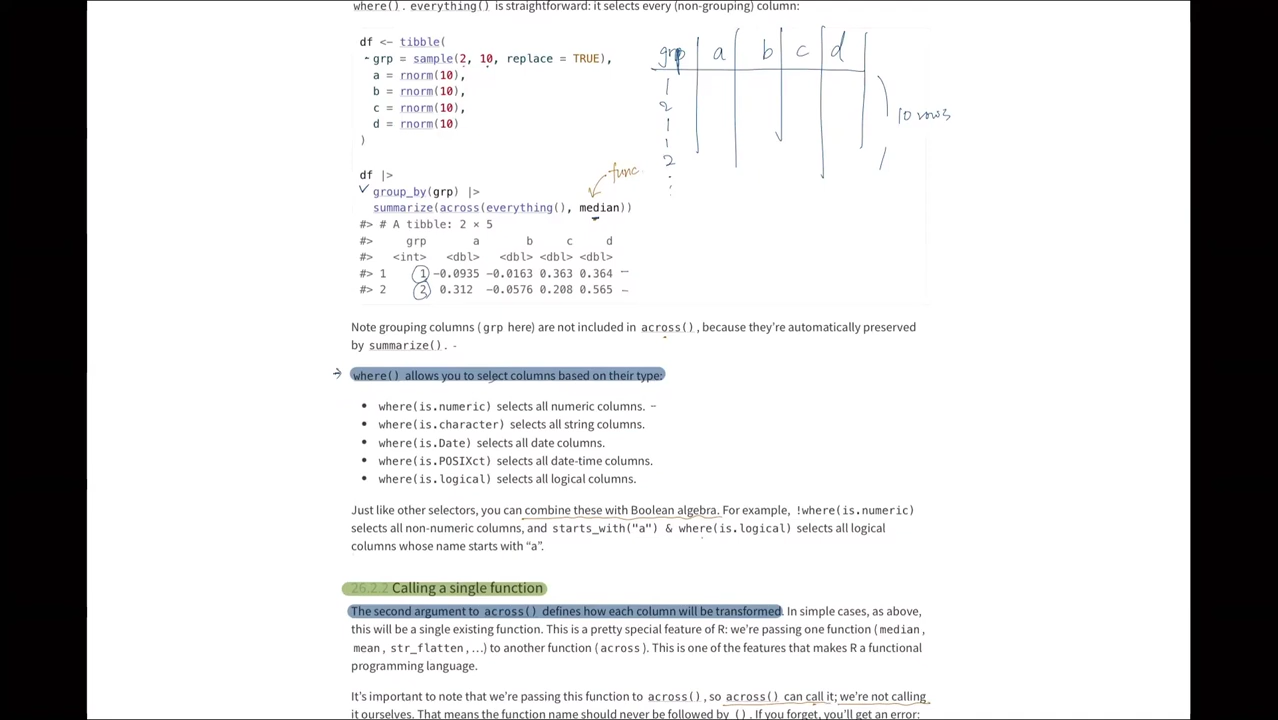 where(). everything() is straightforward: it selects every (non-grouping) column:
df <- tibble(
grp = sample(2, 10, replace = TRUE),
a = rnorm(10),
b = rnorm(10),
c = rnorm(10),
d = rnorm(10)
)
grp a b c d
1
2
1
1
2
10 rows
df |>
group_by(grp) |>
summarize(across(everything(), median))
func.
#> # A tibble: 2 × 5
#> grp a b c d
#> <int> <dbl> <dbl> <dbl> <dbl>
#> 1 1 -0.0935 -0.0163 0.363 0.364
#> 2 2 0.312 -0.0576 0.208 0.565
Note grouping columns (grp here) are not included in across(), because they're automatically preserved
by summarize().
where() allows you to select columns based on their type:
• where(is.numeric) selects all numeric columns.
• where(is.character) selects all string columns.
• where(is.Date) selects all date columns.
• where(is.POSIXct) selects all date-time columns.
• where(is.logical) selects all logical columns.
Just like other selectors, you can combine these with Boolean algebra. For example, !where(is.numeric)
selects all non-numeric columns, and starts_with("a") & where(is.logical) selects all logical
columns whose name starts with “a”.
26.2.2 Calling a single function
The second argument to across() defines how each column will be transformed. In simple cases, as above,
this will be a single existing function. This is a pretty special feature of R: we're passing one function (median,
mean, str_flatten, …) to another function (across). This is one of the features that makes R a functional
programming language.
It's important to note that we're passing this function to across(), so across() can call it; we're not calling
it ourselves. That means the function name should never be followed by (). If you forget, you'll get an error: